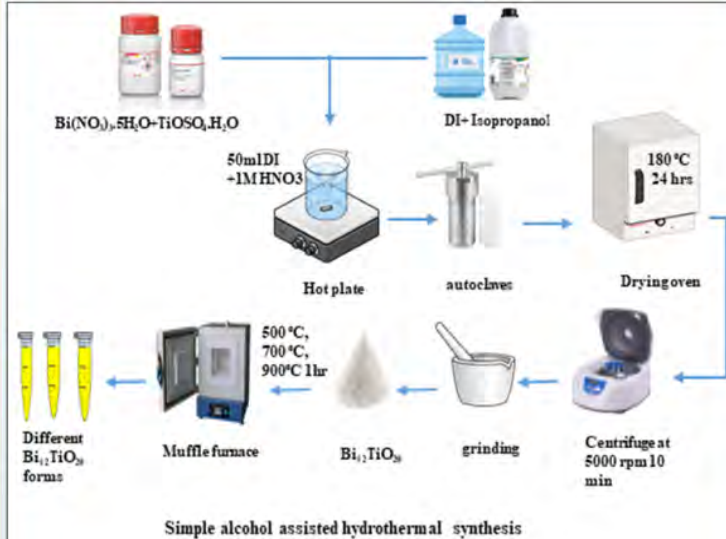 Bi(NO₃)₃.5H₂O+TiOSO₄.H₂O
DI+ Isopropanol
50mlDI
+1M HNO3
180 °C
24 hrs
Hot plate
autoclaves
Drying oven
500 °C,
700 °C,
900°C 1hr
Different
Bi₁₂TiO₂₀
forms
Muffle furnace
Bi₁₂TiO₂₀
grinding
Centrifuge at
5000 rpm 10
min
Simple alcohol assisted hydrothermal synthesis